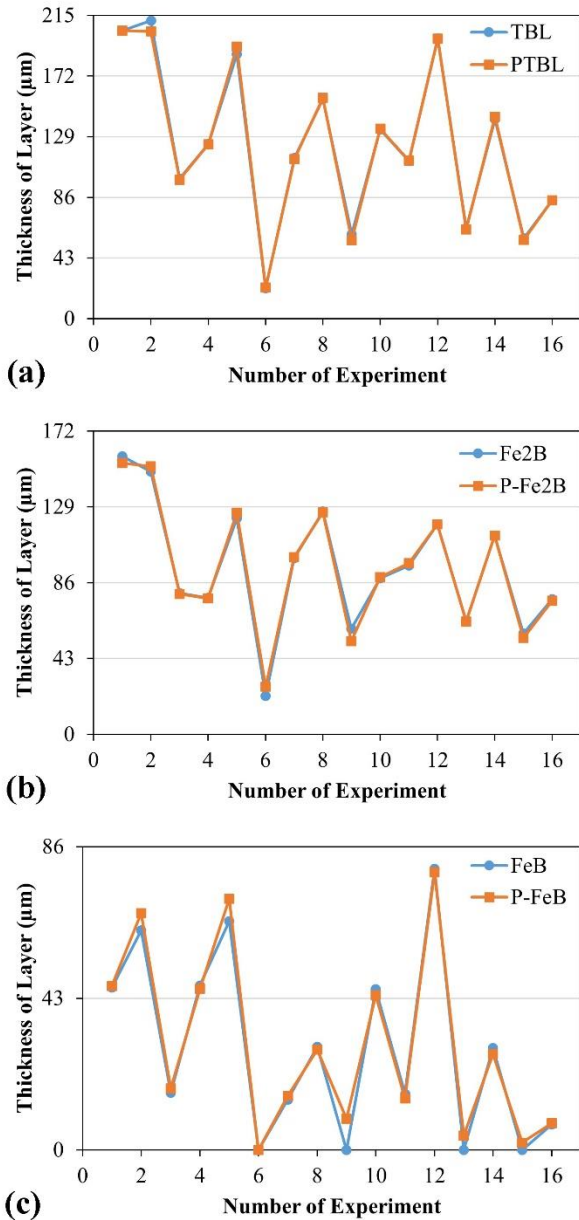 215
172
129
86
43
0
Thickness of Layer (µm)
TBL
PTBL
0 2 4 6 8 10 12 14 16
Number of Experiment
(a)
172
129
86
43
0
Thickness of Layer (µm)
Fe2B
P-Fe2B
0 2 4 6 8 10 12 14 16
Number of Experiment
(b)
86
43
0
Thickness of Layer (µm)
FeB
P-FeB
0 2 4 6 8 10 12 14 16
Number of Experiment
(c)